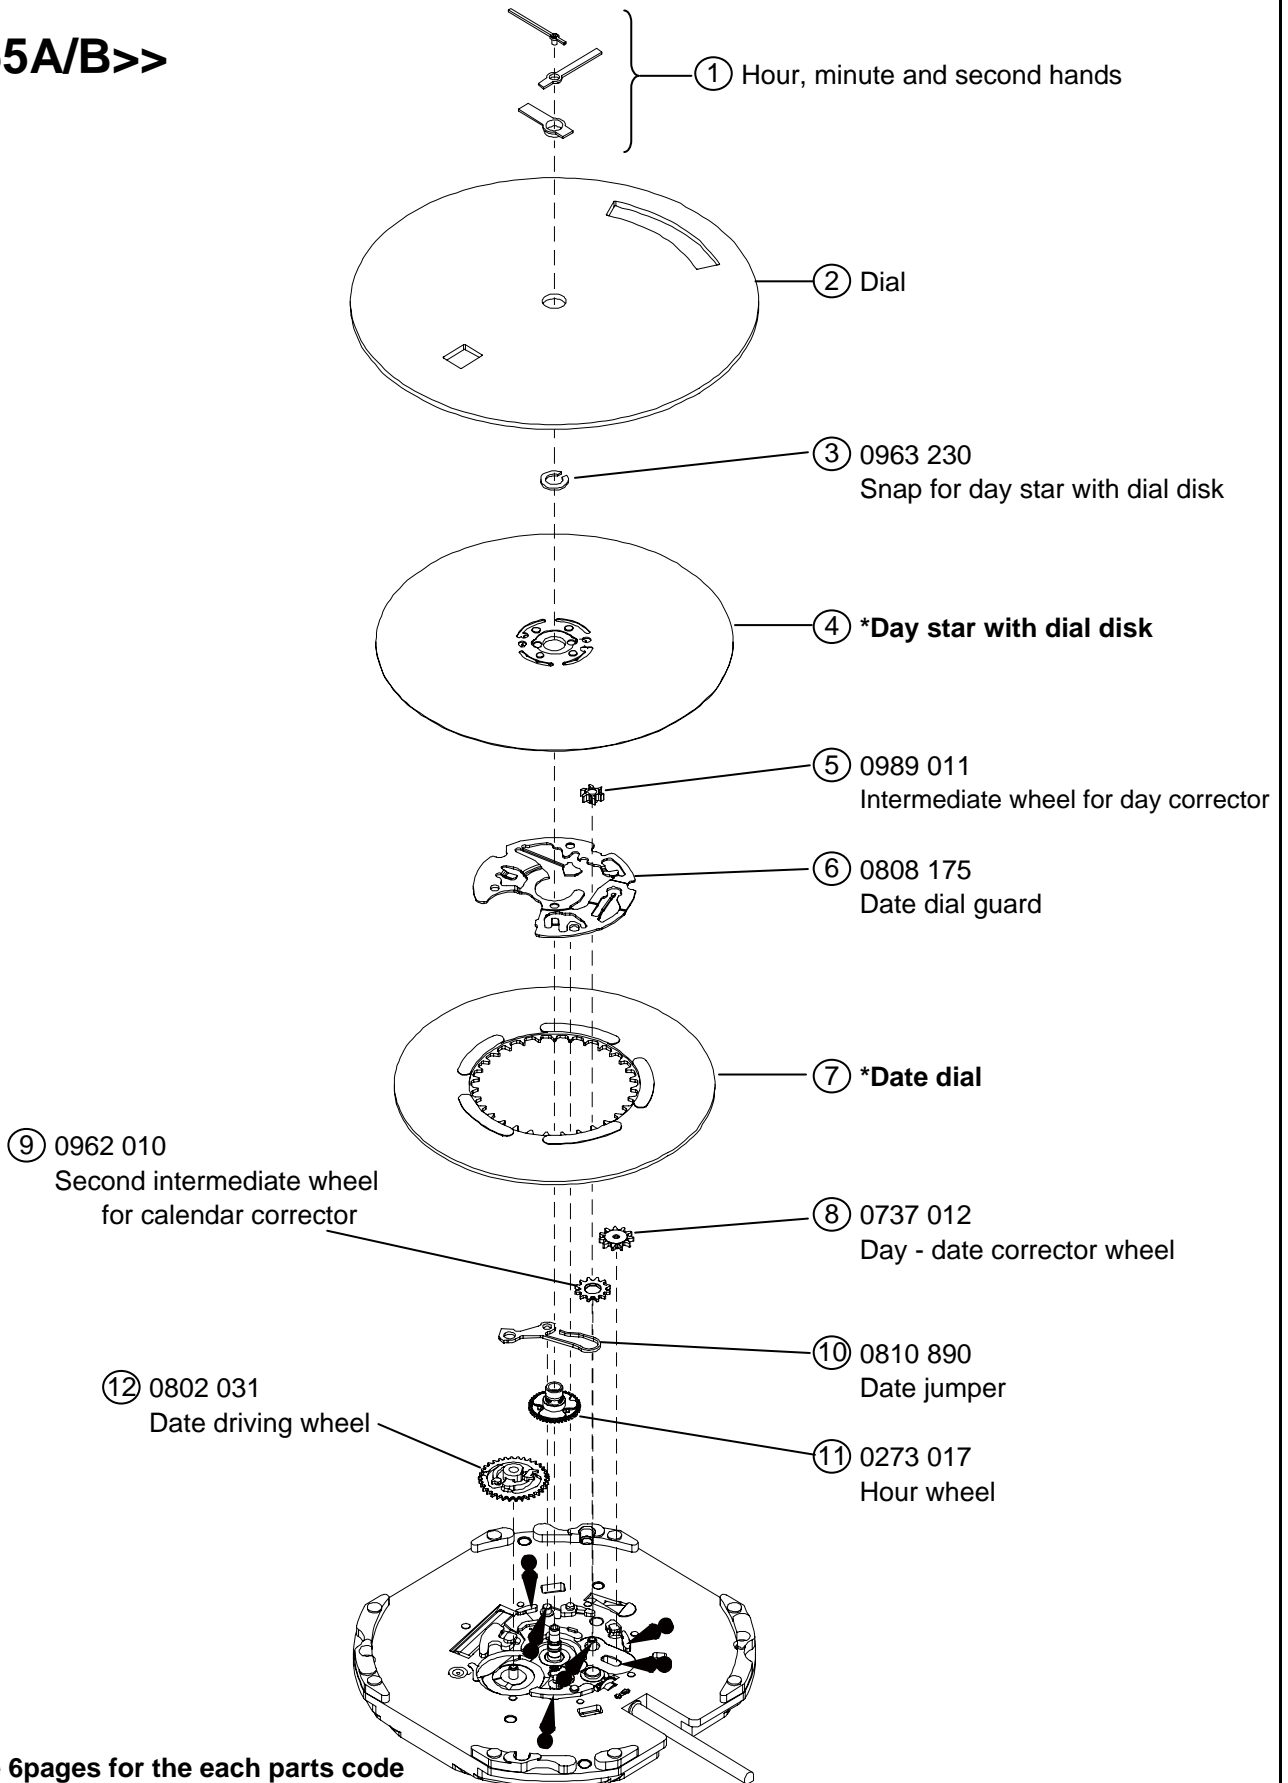 5A/B>>
① Hour, minute and second hands
② Dial
③ 0963 230
Snap for day star with dial disk
④ *Day star with dial disk
⑤ 0989 011
Intermediate wheel for day corrector
⑥ 0808 175
Date dial guard
⑦ *Date dial
⑨ 0962 010
Second intermediate wheel
for calendar corrector
⑧ 0737 012
Day - date corrector wheel
⑩ 0810 890
Date jumper
⑫ 0802 031
Date driving wheel
⑪ 0273 017
Hour wheel
6pages for the each parts code